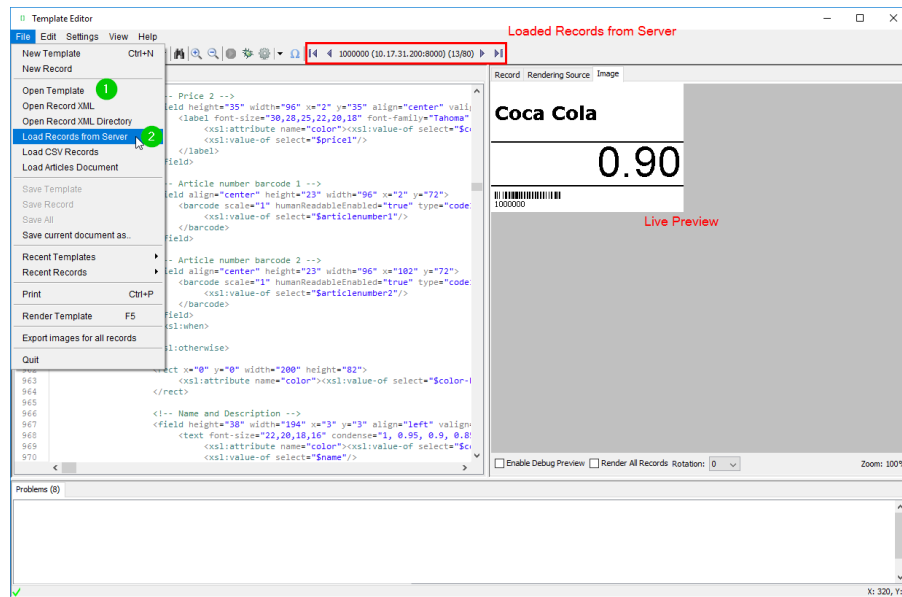 Template Editor
File Edit Settings View Help
Loaded Records from Server
1000000 (10.17.31.200:8000) (13/80)
New Template Ctrl+N
New Record
Open Template 1
Open Record XML
Open Record XML Directory
Load Records from Server 2
Load CSV Records
Load Articles Document
Save Template
Save Record
Save All
Save current document as..
Recent Templates
Recent Records
Print Ctrl+P
Render Template F5
Export images for all records
Quit
-- Price 2 -->
ield height="35" width="96" x="2" y="35" align="center" vali
<label font-size="30,28,25,22,20,18" font-family="Tahoma"
<xsl:attribute name="color"><xsl:value-of select="$c
<xsl:value-of select="$price1"/>
</label>
field>
-- Article number barcode 1 -->
ield align="center" height="23" width="96" x="2" y="72">
<barcode scale="1" humanReadableEnabled="true" type="code
<xsl:value-of select="$articlenumber1"/>
</barcode>
field>
-- Article number barcode 2 -->
ield align="center" height="23" width="96" x="102" y="72">
<barcode scale="1" humanReadableEnabled="true" type="code
<xsl:value-of select="$articlenumber2"/>
</barcode>
field>
xsl:when>
sl:otherwise>
<rect x="0" y="0" width="200" height="82">
963 <xsl:attribute name="color"><xsl:value-of select="$color-
964 </rect>
965
966 <!-- Name and Description -->
967 <field height="38" width="194" x="3" y="3" align="left" valign
968 <text font-size="22,20,18,16" condense="1, 0.95, 0.9, 0.8
969 <xsl:attribute name="color"><xsl:value-of select="$c
970 <xsl:value-of select="$name"/>
Record Rendering Source Image
Coca Cola
0.90
1000000
Live Preview
Enable Debug Preview Render All Records Rotation: 0 Zoom: 100%
Problems (8)
X: 320, Y: